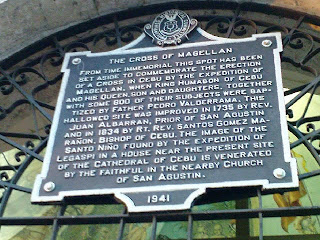 THE CROSS OF MAGELLAN
FROM TIME IMMEMORIAL THIS SPOT HAS BEEN
SET ASIDE TO COMMEMORATE THE ERECTION
OF A CROSS IN CEBU BY THE EXPEDITION OF
MAGELLAN, WHEN KING HUMABON OF CEBU
AND HIS QUEEN, SON AND DAUGHTERS, TOGETHER
WITH SOME 800 OF THEIR SUBJECTS WERE BAP-
TIZED BY FATHER PEDRO VALDERRAMA. THIS
HALLOWED SITE WAS IMPROVED IN 1735 BY REV.
JUAN ALBARRAN, PRIOR OF SAN AGUSTIN
AND IN 1834 BY RT. REV. SANTOS GOMEZ MA-
RAÑON, BISHOP OF CEBU. THE IMAGE OF THE
SANTO NIÑO FOUND BY THE EXPEDITION OF
LEGASPI IN A HOUSE NEAR THE PRESENT SITE
OF THE CATHEDRAL OF CEBU IS VENERATED
BY THE FAITHFUL IN THE NEARBY CHURCH
OF SAN AGUSTIN.
1941